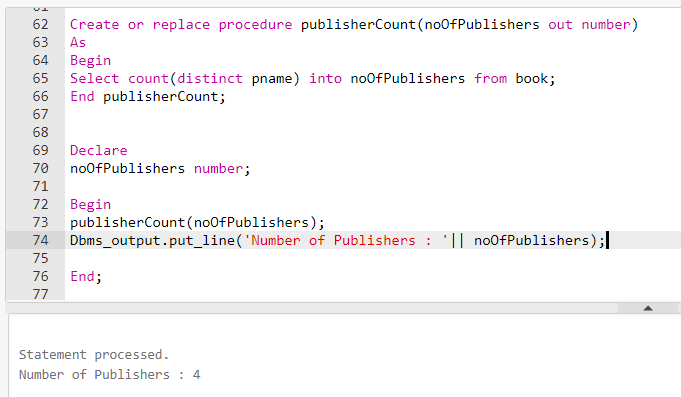 62 Create or replace procedure publisherCount(noOfPublishers out number)
63 As
64 Begin
65 Select count(distinct pname) into noOfPublishers from book;
66 End publisherCount;
67
68
69 Declare
70 noOfPublishers number;
71
72 Begin
73 publisherCount(noOfPublishers);
74 Dbms_output.put_line('Number of Publishers : '|| noOfPublishers);
75
76 End;
77
Statement processed.
Number of Publishers : 4